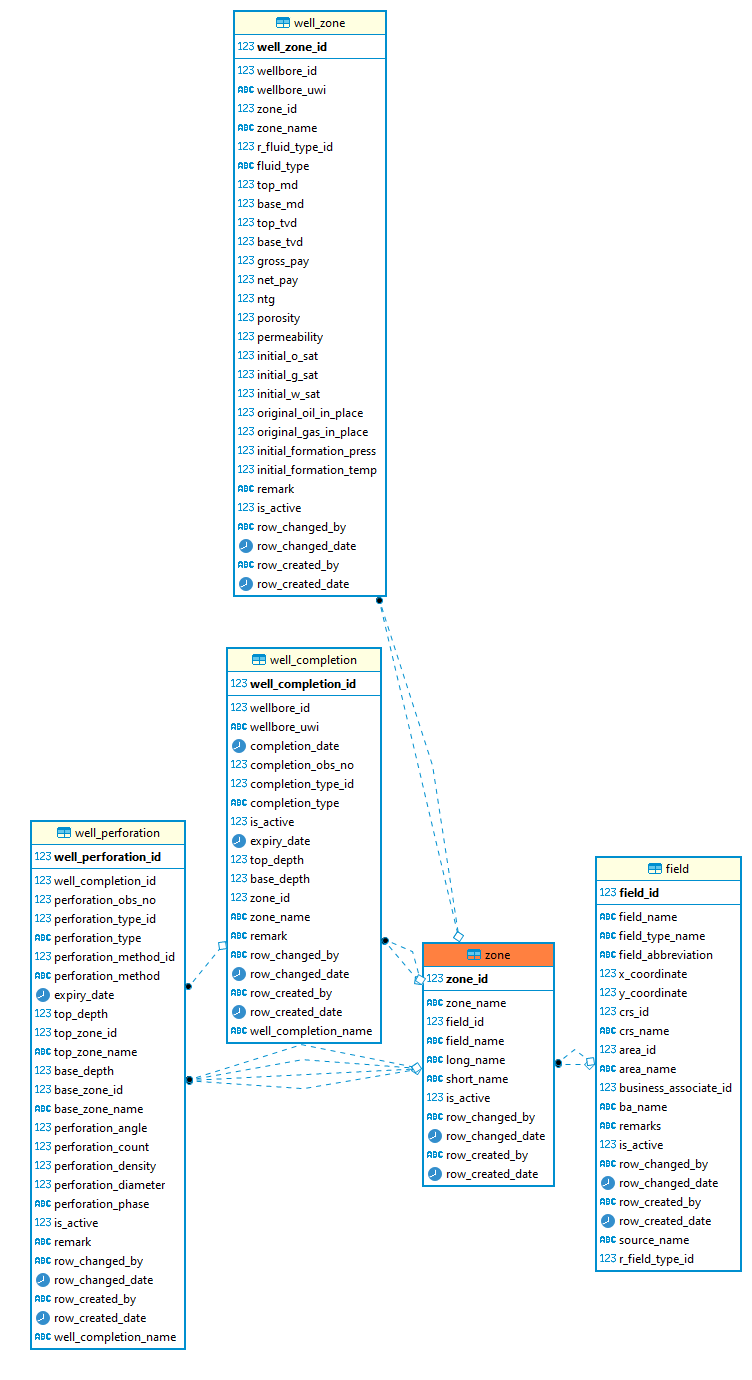 well_zone
123 well_zone_id
123 wellbore_id
ABC wellbore_uwi
123 zone_id
ABC zone_name
123 r_fluid_type_id
ABC fluid_type
123 top_md
123 base_md
123 top_tvd
123 base_tvd
123 gross_pay
123 net_pay
123 ntg
123 porosity
123 permeability
123 initial_o_sat
123 initial_g_sat
123 initial_w_sat
123 original_oil_in_place
123 original_gas_in_place
123 initial_formation_press
123 initial_formation_temp
ABC remark
123 is_active
ABC row_changed_by
row_changed_date
ABC row_created_by
row_created_date
well_completion
123 well_completion_id
123 wellbore_id
ABC wellbore_uwi
completion_date
123 completion_obs_no
123 completion_type_id
ABC completion_type
123 is_active
expiry_date
123 top_depth
123 base_depth
123 zone_id
ABC zone_name
ABC remark
ABC row_changed_by
row_changed_date
ABC row_created_by
row_created_date
ABC well_completion_name
well_perforation
123 well_perforation_id
123 well_completion_id
123 perforation_obs_no
123 perforation_type_id
ABC perforation_type
123 perforation_method_id
ABC perforation_method
expiry_date
123 top_depth
123 top_zone_id
ABC top_zone_name
123 base_depth
123 base_zone_id
ABC base_zone_name
123 perforation_angle
123 perforation_count
123 perforation_density
123 perforation_diameter
ABC perforation_phase
123 is_active
ABC remark
ABC row_changed_by
row_changed_date
ABC row_created_by
row_created_date
ABC well_completion_name
zone
123 zone_id
ABC zone_name
123 field_id
ABC field_name
ABC long_name
ABC short_name
123 is_active
ABC row_changed_by
row_changed_date
ABC row_created_by
row_created_date
field
123 field_id
ABC field_name
ABC field_type_name
ABC field_abbreviation
123 x_coordinate
123 y_coordinate
123 crs_id
ABC crs_name
123 area_id
ABC area_name
123 business_associate_id
ABC ba_name
ABC remarks
123 is_active
ABC row_changed_by
row_changed_date
ABC row_created_by
row_created_date
ABC source_name
123 r_field_type_id